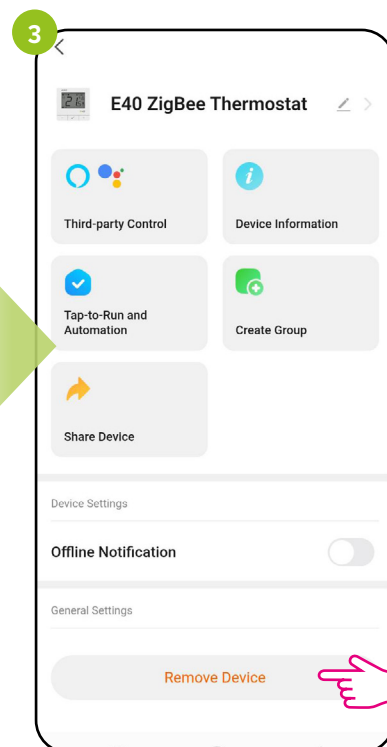 3
E40 ZigBee Thermostat
Third-party Control
Device Information
Tap-to-Run and
Automation
Create Group
Share Device
Device Settings
Offline Notification
General Settings
Remove Device